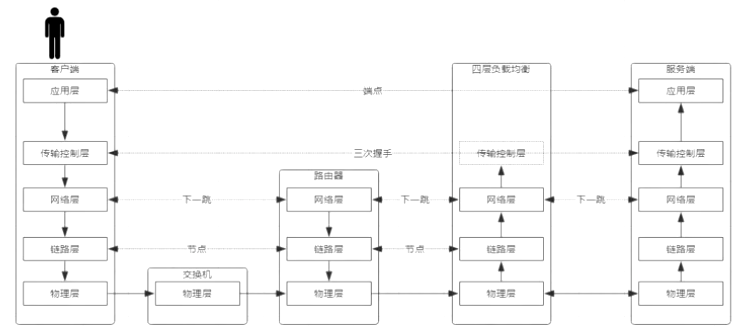 客户端
四层负载均衡
服务端
应用层
端点
应用层
传输控制层
三次握手
传输控制层
传输控制层
路由器
网络层
下一跳
网络层
下一跳
网络层
下一跳
网络层
链路层
节点
链路层
节点
链路层
链路层
交换机
物理层
物理层
物理层
物理层
物理层